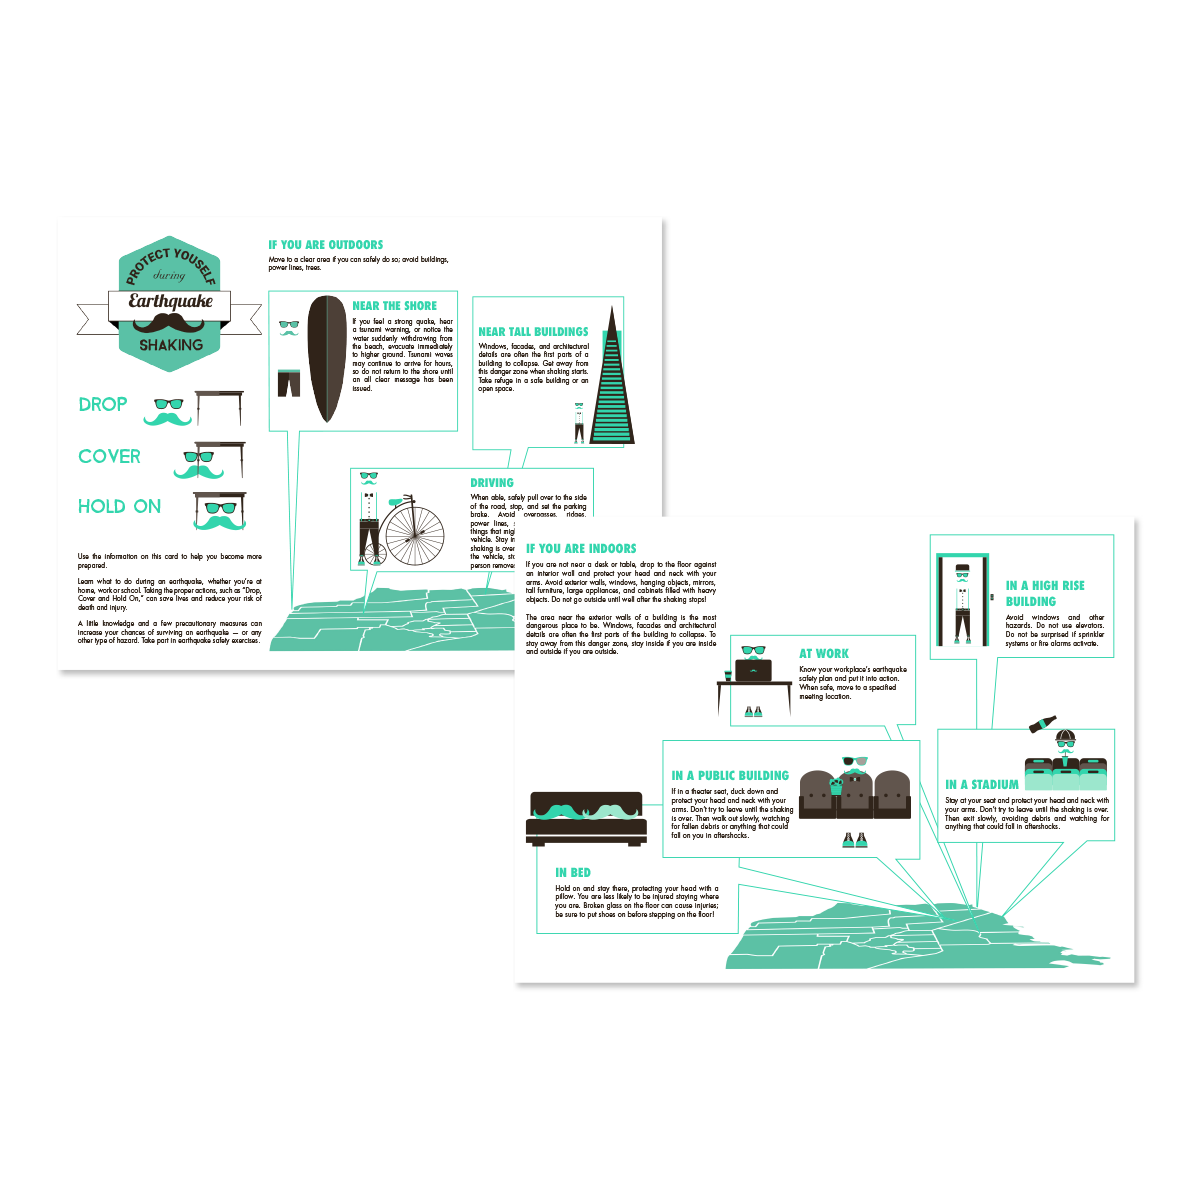 PROTECT YOUSELF
during
Earthquake
SHAKING
DROP
COVER
HOLD ON
Use the information on this card to help you become more
prepared.
Learn what to do during an earthquake, whether you're at
home, work or school. Taking the proper actions, such as "Drop,
Cover and Hold On," can save lives and reduce your risk of
death and injury.
A little knowledge and a few precautionary measures can
increase your chances of surviving an earthquake — or any
other type of hazard. Take part in earthquake safety exercises.
IF YOU ARE OUTDOORS
Move to a clear area if you can safely do so; avoid buildings,
power lines, trees.
NEAR THE SHORE
If you feel a strong quake, hear
a tsunami warning, or notice the
water suddenly withdrawing from
the beach, evacuate immediately
to higher ground. Tsunami waves
may continue to arrive for hours,
so do not return to the shore until
an all clear message has been
issued.
NEAR TALL BUILDINGS
Windows, facades, and architectural
details are often the first parts of a
building to collapse. Get away from
this danger zone when shaking starts.
Take refuge in a safe building or an
open space.
DRIVING
When able, safely pull over to the side
of the road, stop, and set the parking
brake. Avoid overpasses, ridges,
power lines,
things that
vehicle. Stay in
shaking is over
the vehicle,
person
IF YOU ARE INDOORS
If you are not near a desk or table, drop to the floor against
an interior wall and protect your head and neck with your
arms. Avoid exterior walls, windows, hanging objects, mirrors,
tall furniture, large appliances, and cabinets filled with heavy
objects. Do not go outside until well after the shaking stops!
The area near the exterior walls of a building is the most
dangerous place to be. Windows, facades and architectural
details are often the first parts of the building to collapse. To
stay away from this danger zone, stay inside if you are inside
and outside if you are outside.
IN A HIGH RISE
BUILDING
Avoid windows and other
hazards. Do not use elevators.
Do not be surprised if sprinkler
systems or fire alarms activate.
AT WORK
Know your workplace's earthquake
safety plan and put it into action.
When safe, move to a specified
meeting location.
IN A PUBLIC BUILDING
If in a theater seat, duck down and
protect your head and neck with your
arms. Don't try to leave until the shaking
is over. Then walk out slowly, watching
for fallen debris or anything that could
fall on you in aftershocks.
IN A STADIUM
Stay at your seat and protect your head and neck with
your arms. Don't try to leave until the shaking is over.
Then exit slowly, avoiding debris and watching for
anything that could fall in aftershocks.
IN BED
Hold on and stay there, protecting your head with a
pillow. You are less likely to be injured staying where
you are. Broken glass on the floor can cause injuries;
be sure to put shoes on before stepping on the floor!